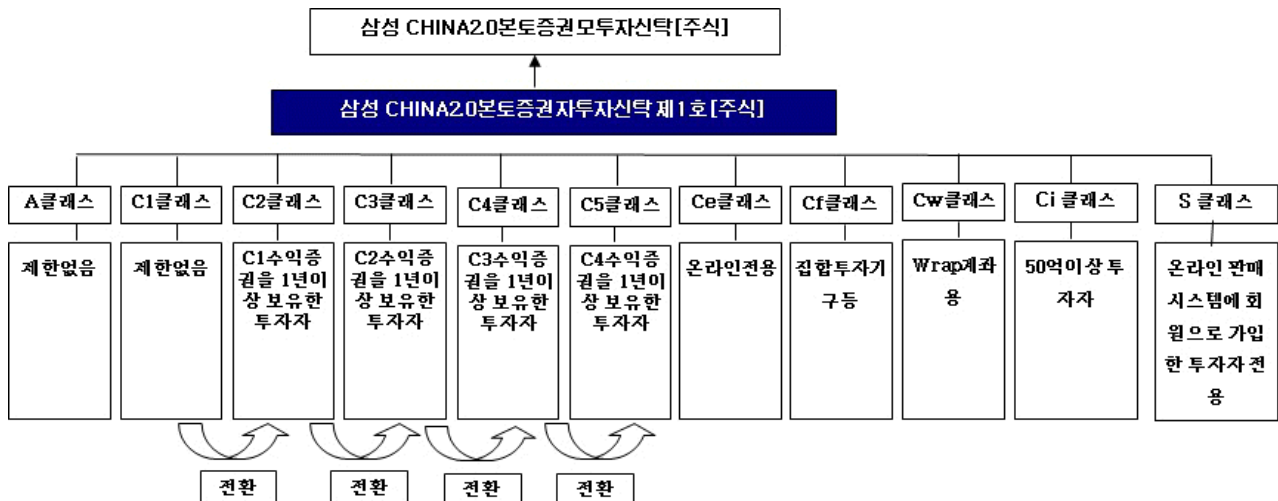 삼성 CHINA2.0본토증권모투자신탁[주식]
삼성 CHINA2.0본토증권자투자신탁 제1호[주식]
A클래스
C1클래스
C2클래스
C3클래스
C4클래스
C5클래스
Ce클래스
Cf클래스
Cw클래스
Ci 클래스
S 클래스
제한없음
제한없음
C1수익증
권을 1년이
상 보유한
투자자
C2수익증
권을 1년이
상 보유한
투자자
C3수익증
권을 1년이
상 보유한
투자자
C4수익증
권을 1년이
상 보유한
투자자
온라인전용
집합투자기
구등
Wrap계좌
용
50억이상 투
자자
온라인 판매
시스템에 회
원으로 가입
한 투자자 전
용
전환
전환
전환
전환